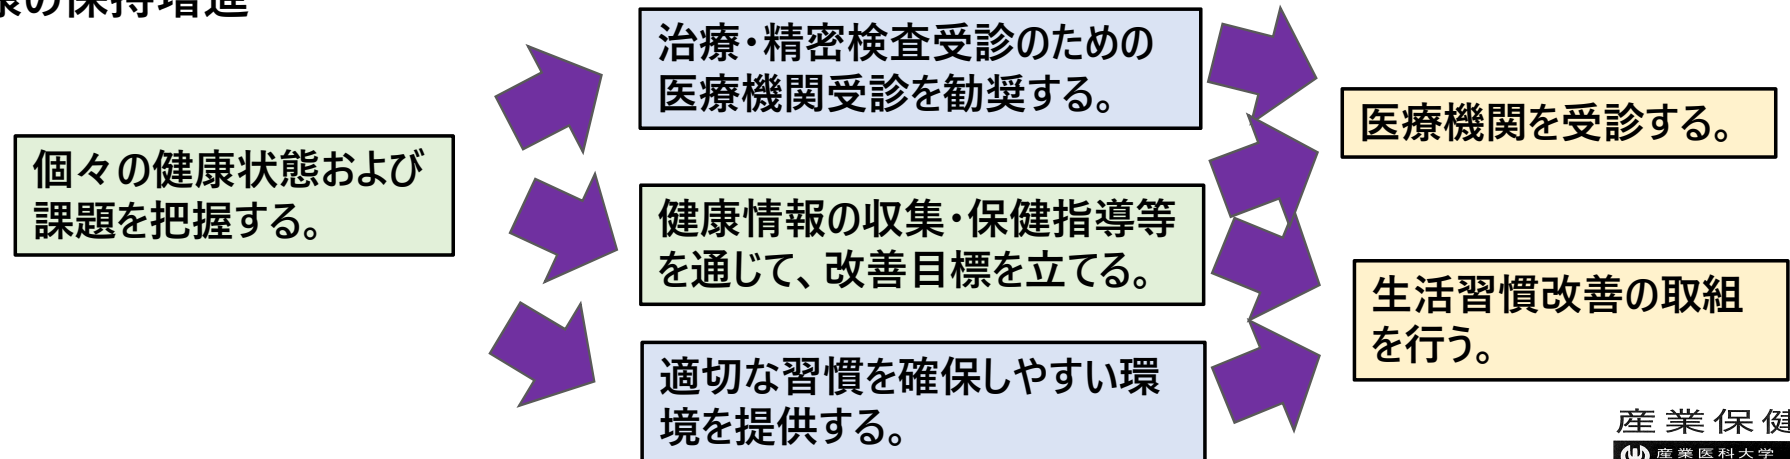 康の保持増進
治療・精密検査受診のための
医療機関受診を勧奨する。
医療機関を受診する。
個々の健康状態および
課題を把握する。
健康情報の収集・保健指導等
を通じて、改善目標を立てる。
生活習慣改善の取組
を行う。
適切な習慣を確保しやすい環
境を提供する。
産業保健
産業医科大学